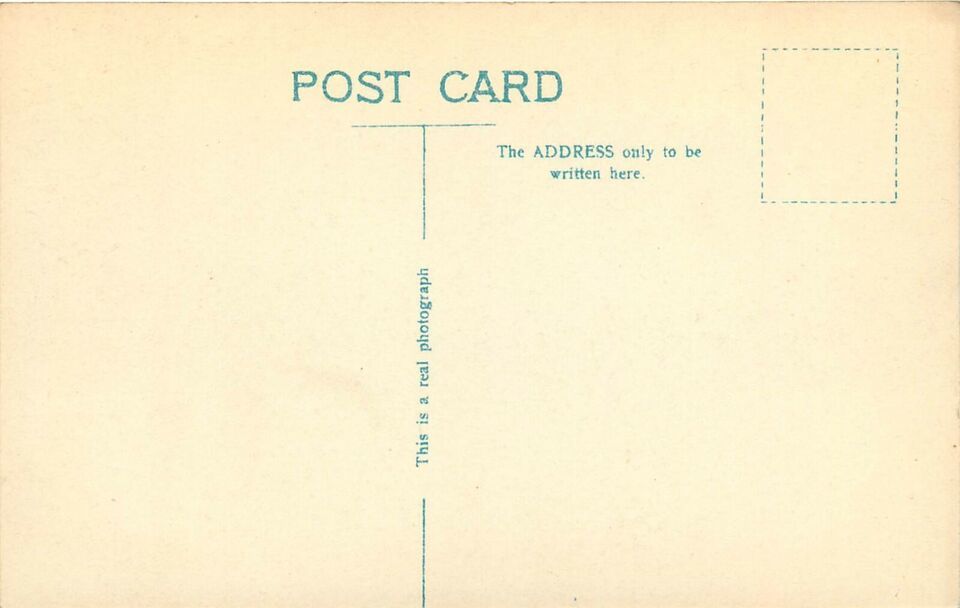 POST CARD
The ADDRESS only to be
written here.
This is a real photograph